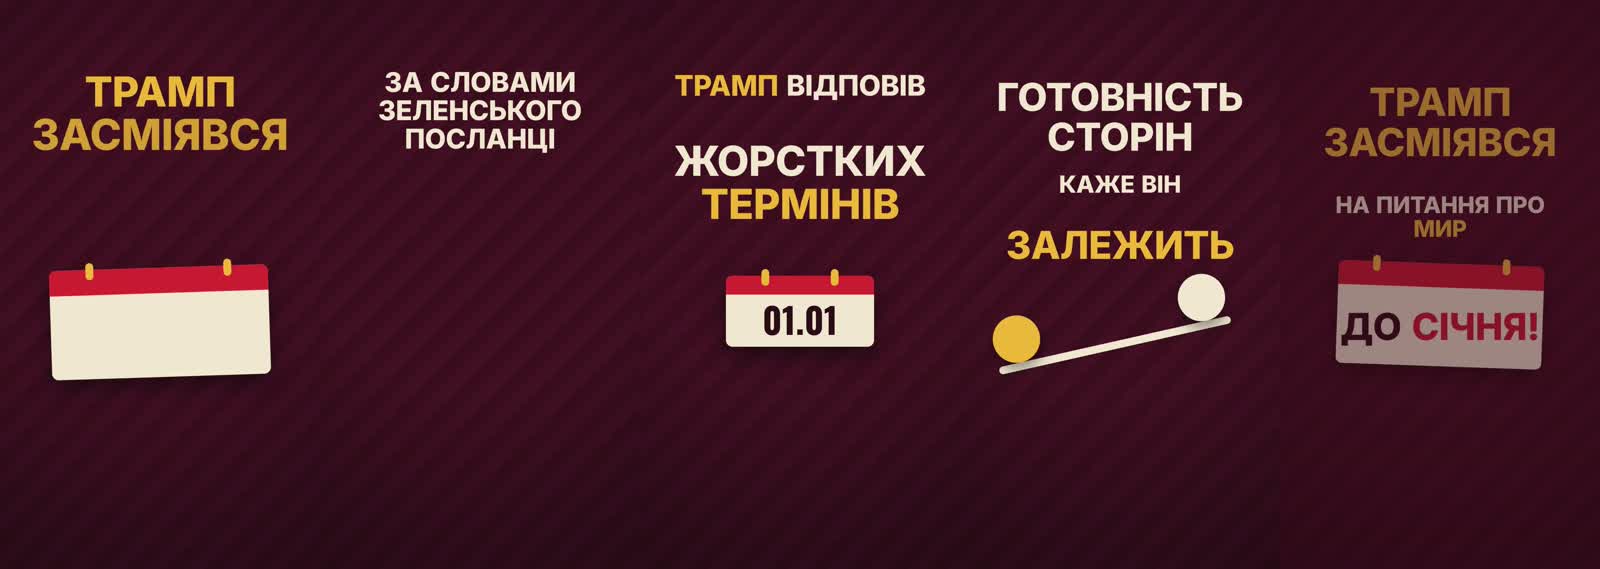 ТРАМП
ЗАСМІЯВСЯ
ЗА СЛОВАМИ
ЗЕЛЕНСЬКОГО
ПОСЛАНЦІ
ТРАМП ВІДПОВІВ
ЖОРСТКИХ
ТЕРМІНІВ
01.01
ГОТОВНІСТЬ
СТОРІН
КАЖЕ ВІН
ЗАЛЕЖИТЬ
ТРАМП
ЗАСМІЯВСЯ
НА ПИТАННЯ ПРО
МИР
ДО СІЧНЯ!